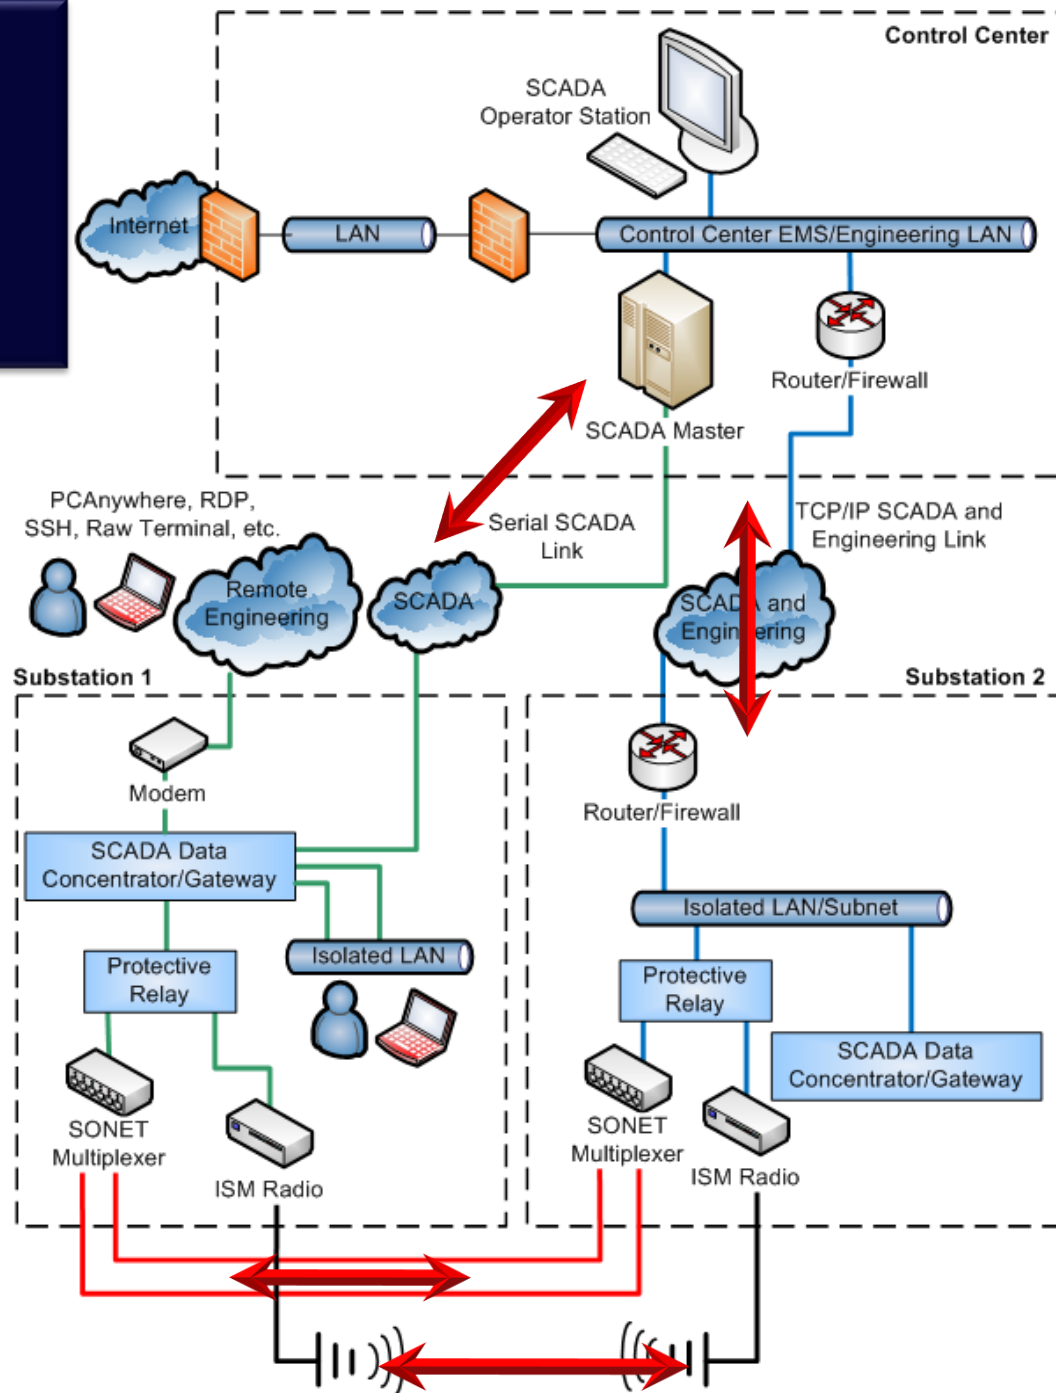 Control Center
SCADA
Operator Station
Internet
LAN
Control Center EMS/Engineering LAN
Router/Firewall
SCADA Master
PCAnywhere, RDP,
SSH, Raw Terminal, etc.
Serial SCADA
Link
TCP/IP SCADA and
Engineering Link
Remote
Engineering
SCADA
SCADA and
Engineering
Substation 1
Substation 2
Modem
Router/Firewall
SCADA Data
Concentrator/Gateway
Isolated LAN/Subnet
Isolated LAN
Protective
Relay
Protective
Relay
SCADA Data
Concentrator/Gateway
SONET
Multiplexer
SONET
Multiplexer
ISM Radio
ISM Radio